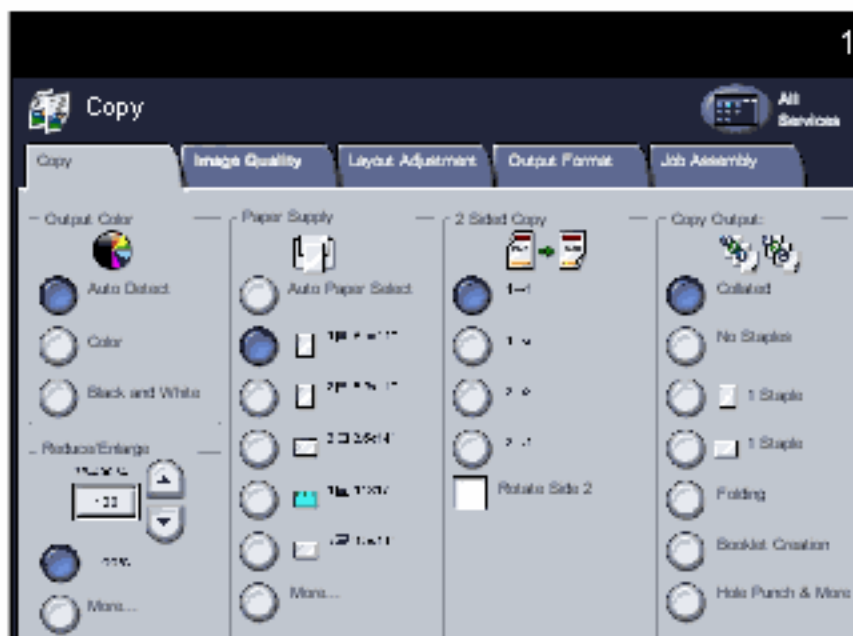 1
Copy
All
Services
Copy
Image Quality
Layout Adjustment
Output Format
Job Assembly
Output Color
Auto Detect
Color
Black and White
Reduce/Enlarge
More...
Paper Supply
Auto Paper Select
More...
2 Sided Copy
Rotate Side 2
Copy Output:
Collated
No Staples
1 Staple
1 Staple
Folding
Booklet Creation
Hole Punch & More